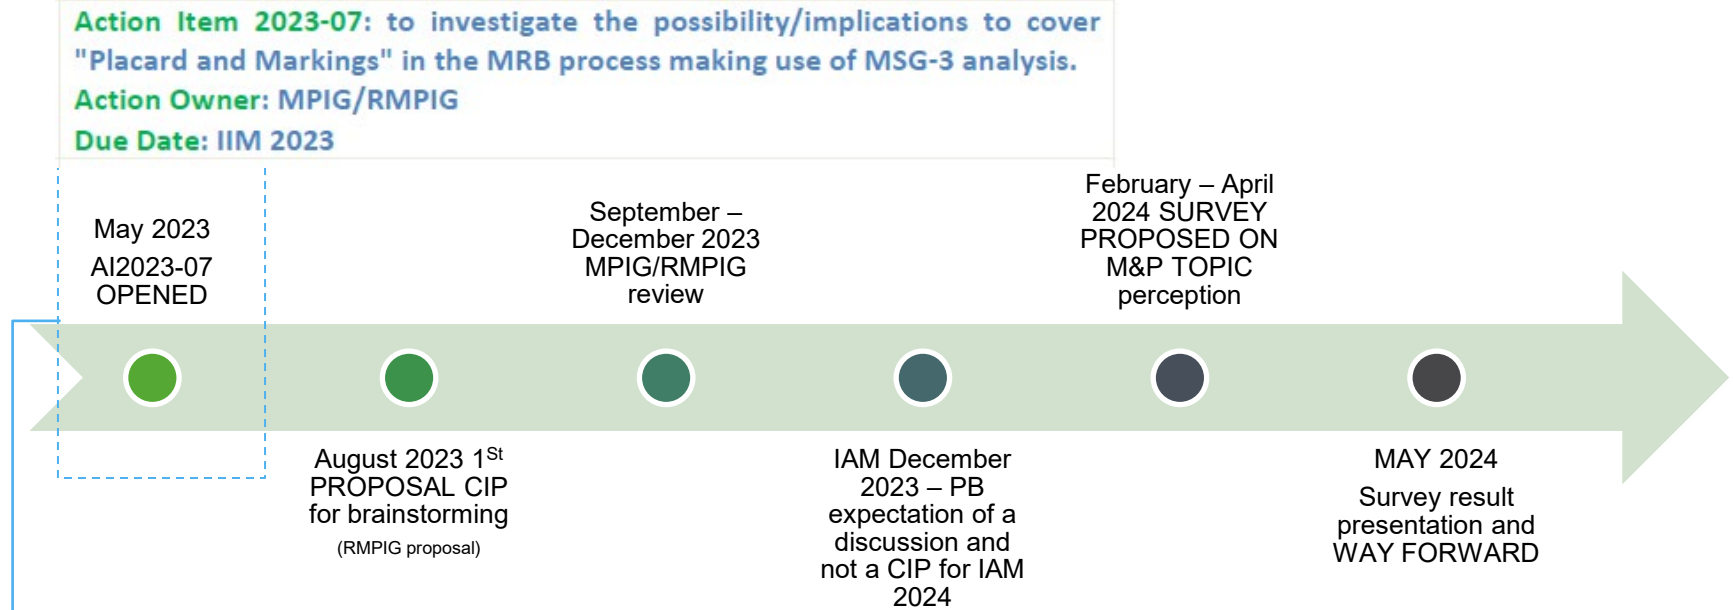 Action Item 2023-07: to investigate the possibility/implications to cover
"Placard and Markings" in the MRB process making use of MSG-3 analysis.
Action Owner: MPIG/RMPIG
Due Date: IIM 2023
May 2023
AI2023-07
OPENED
August 2023 1St
PROPOSAL CIP
for brainstorming
(RMPIG proposal)
September –
December 2023
MPIG/RMPIG
review
IAM December
2023 – PB
expectation of a
discussion and
not a CIP for IAM
2024
February – April
2024 SURVEY
PROPOSED ON
M&P TOPIC
perception
MAY 2024
Survey result
presentation and
WAY FORWARD